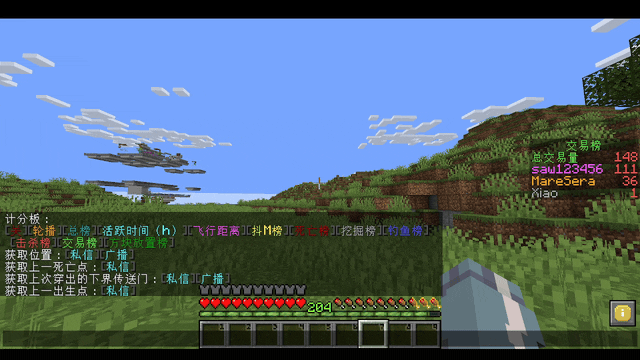 交易榜
总交易量 148
saw123456 111
MareSera 36
Xiao 1
计分板：
[轮播][总榜][活跃时间（h）][飞行距离][抖M榜][死亡榜][挖掘榜][钓鱼榜]
[击杀榜][交易榜][方块放置榜]
获取位置：[私信][广播]
获取上一死亡点：[私信]
获取上次穿出的下界传送门：[私信][广播]
获取上一出生点：[私信]
204